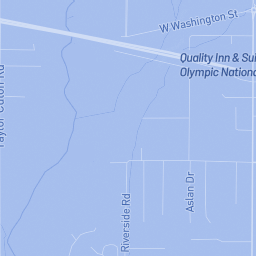 W Washington St
Quality Inn & Sui
Olympic Nationa
Taylor Cutoff Rd
Riverside Rd
Aslan Dr